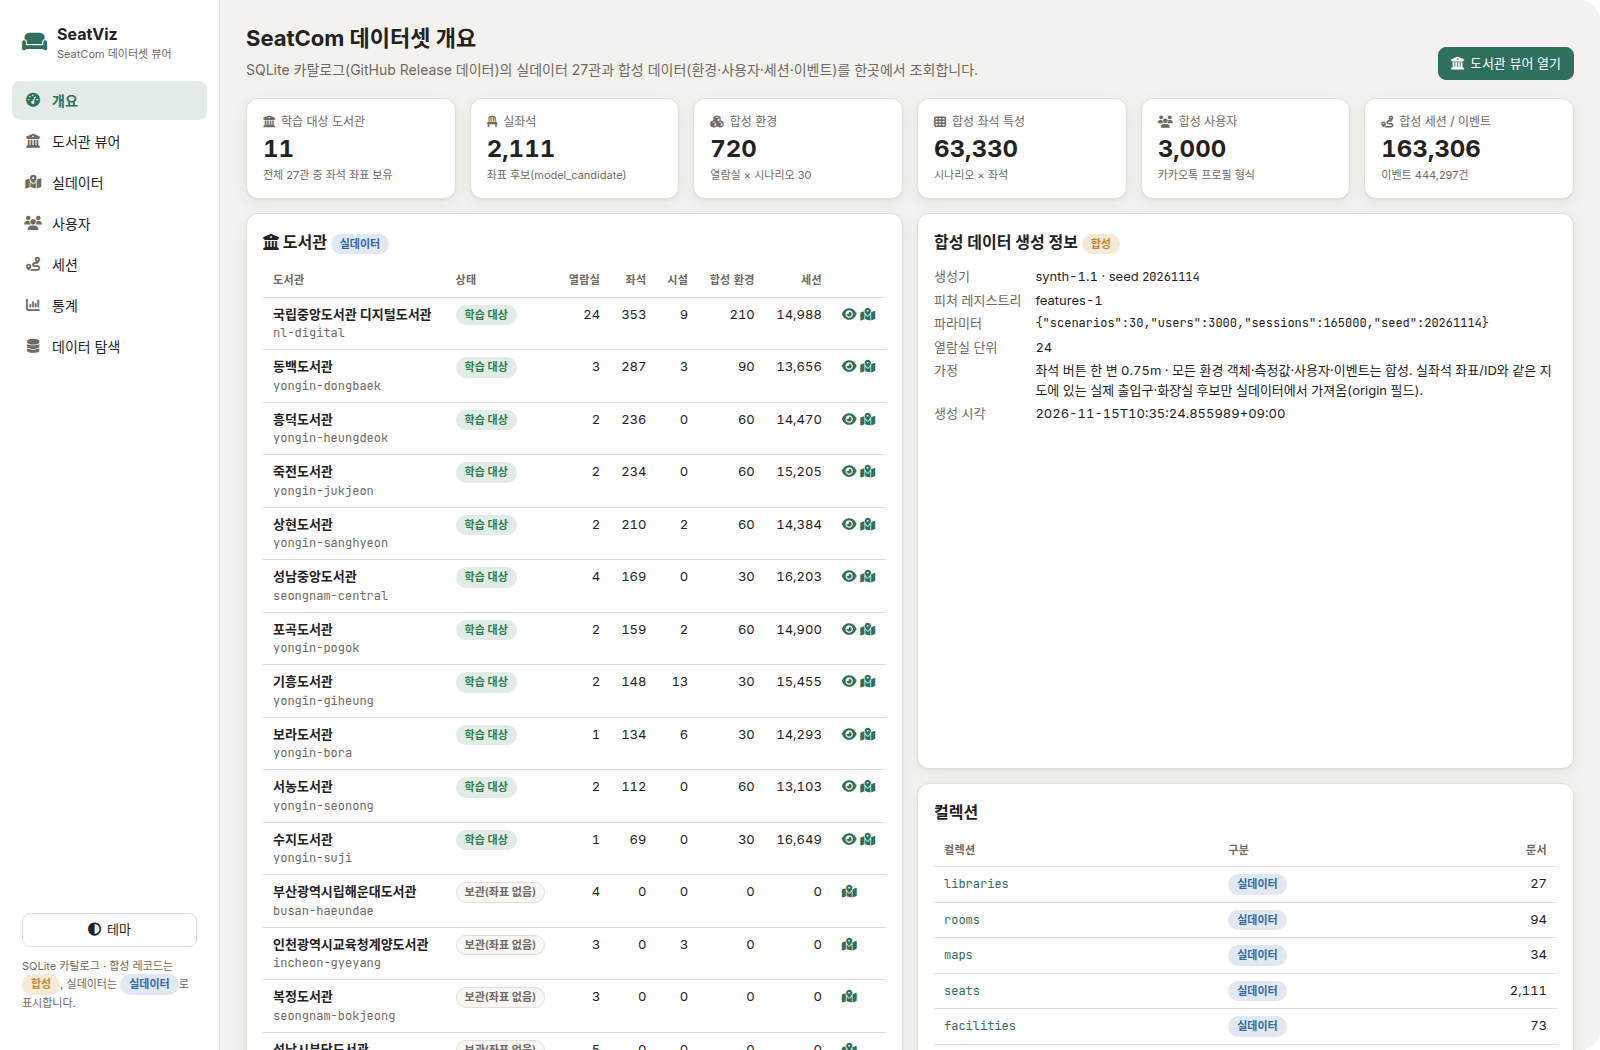 SeatViz
SeatCom 데이터셋 뷰어
개요
도서관 뷰어
실데이터
사용자
세션
통계
데이터 탐색
테마
SQLite 카탈로그 · 합성 레코드는
합성, 실데이터는 실데이터로
표시합니다.
SeatCom 데이터셋 개요
SQLite 카탈로그(GitHub Release 데이터)의 실데이터 27관과 합성 데이터(환경·사용자·세션·이벤트)를 한곳에서 조회합니다.
도서관 뷰어 열기
학습 대상 도서관
11
전체 27관 중 좌석 좌표 보유
실좌석
2,111
좌표 후보(model_candidate)
합성 환경
720
열람실 × 시나리오 30
합성 좌석 특성
63,330
시나리오 × 좌석
합성 사용자
3,000
카카오톡 프로필 형식
합성 세션 / 이벤트
163,306
이벤트 444,297건
도서관 실데이터
도서관 상태 열람실 좌석 시설 합성 환경 세션
국립중앙도서관 디지털도서관 학습 대상 24 353 9 210 14,988
nl-digital
동백도서관 학습 대상 3 287 3 90 13,656
yongin-dongbaek
흥덕도서관 학습 대상 2 236 0 60 14,470
yongin-heungdeok
죽전도서관 학습 대상 2 234 0 60 15,205
yongin-jukjeon
상현도서관 학습 대상 2 210 2 60 14,384
yongin-sanghyeon
성남중앙도서관 학습 대상 4 169 0 30 16,203
seongnam-central
포곡도서관 학습 대상 2 159 2 60 14,900
yongin-pogok
기흥도서관 학습 대상 2 148 13 30 15,455
yongin-giheung
보라도서관 학습 대상 1 134 6 30 14,293
yongin-bora
서농도서관 학습 대상 2 112 0 60 13,103
yongin-seonong
수지도서관 학습 대상 1 69 0 30 16,649
yongin-suji
부산광역시립해운대도서관 보관(좌표 없음) 4 0 0 0 0
busan-haeundae
인천광역시교육청계양도서관 보관(좌표 없음) 3 0 3 0 0
incheon-gyeyang
복정도서관 보관(좌표 없음) 3 0 0 0 0
seongnam-bokjeong
성남시분당도서관 보관(좌표 없음) 5 0 0 0 0
합성 데이터 생성 정보 합성
생성기 synth-1.1 · seed 20261114
피처 레지스트리 features-1
파라미터 {"scenarios":30,"users":3000,"sessions":165000,"seed":20261114}
열람실 단위 24
가정 좌석 버튼 한 변 0.75m · 모든 환경 객체·측정값·사용자·이벤트는 합성. 실좌석 좌표/ID와 같은 지
도에 있는 실제 출입구·화장실 후보만 실데이터에서 가져옴(origin 필드).
생성 시각 2026-11-15T10:35:24.855989+09:00
컬렉션
컬렉션 구분 문서
libraries 실데이터 27
rooms 실데이터 94
maps 실데이터 34
seats 실데이터 2,111
facilities 실데이터 73